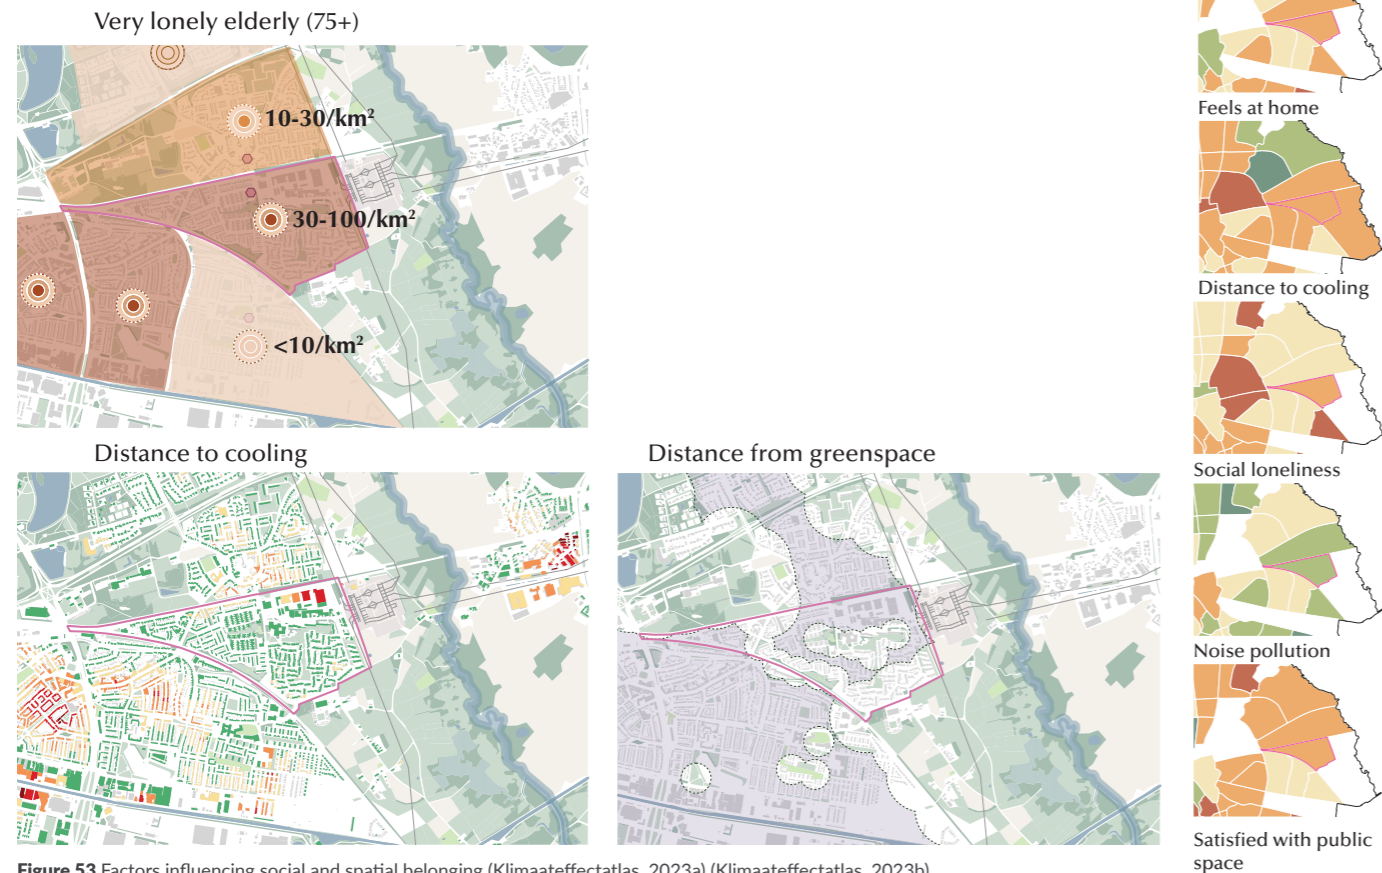 Very lonely elderly (75+)
10-30/km²
30-100/km²
<10/km²
Distance to cooling
Distance from greenspace
Feels at home
Distance to cooling
Social loneliness
Noise pollution
Satisfied with public
space
Figure 53 Factors influencing social and spatial belonging (Klimaateffectatlas, 2023a) (Klimaateffectatlas, 2023b)